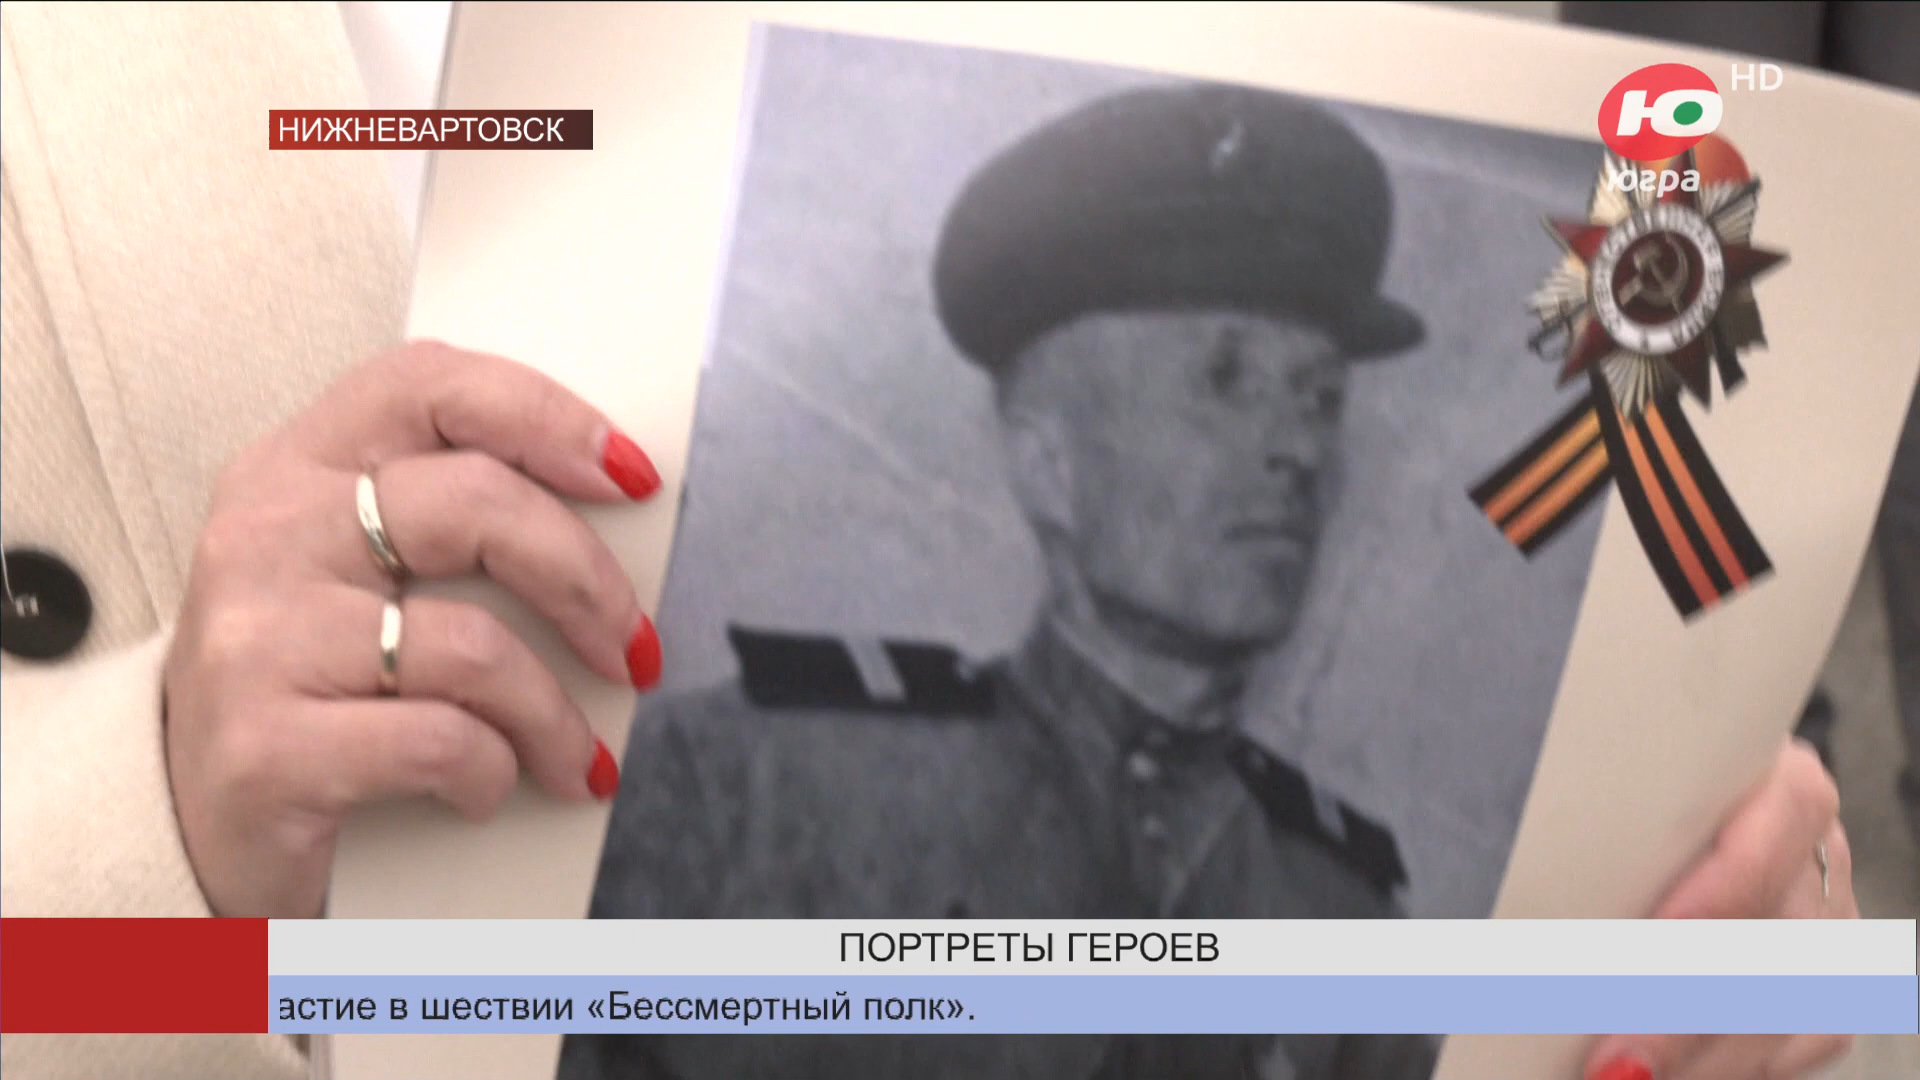 НИЖНЕВАРТОВСК
HD
Ю
югра
ПОРТРЕТЫ ГЕРОЕВ
астие в шествии «Бессмертный полк».